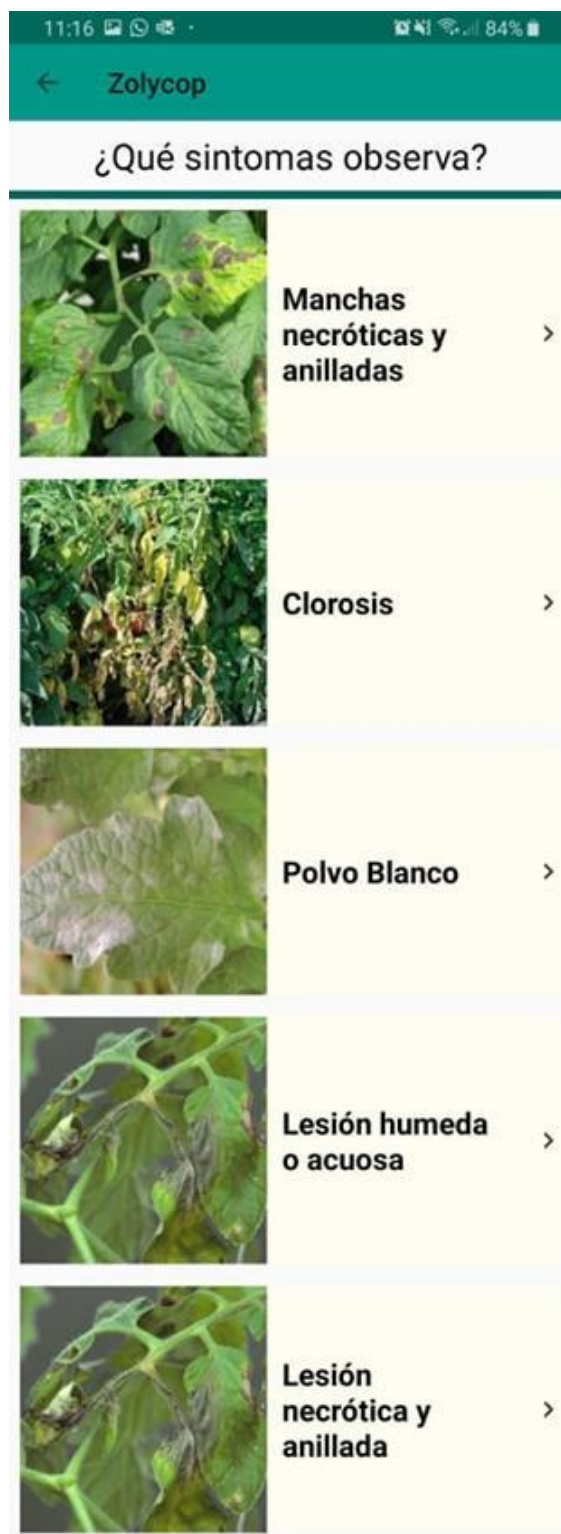 11:16 84%
Zolycop
¿Qué sintomas observa?
Manchas
necróticas y
anilladas
Clorosis
Polvo Blanco
Lesión humeda
o acuosa
Lesión
necrótica y
anillada